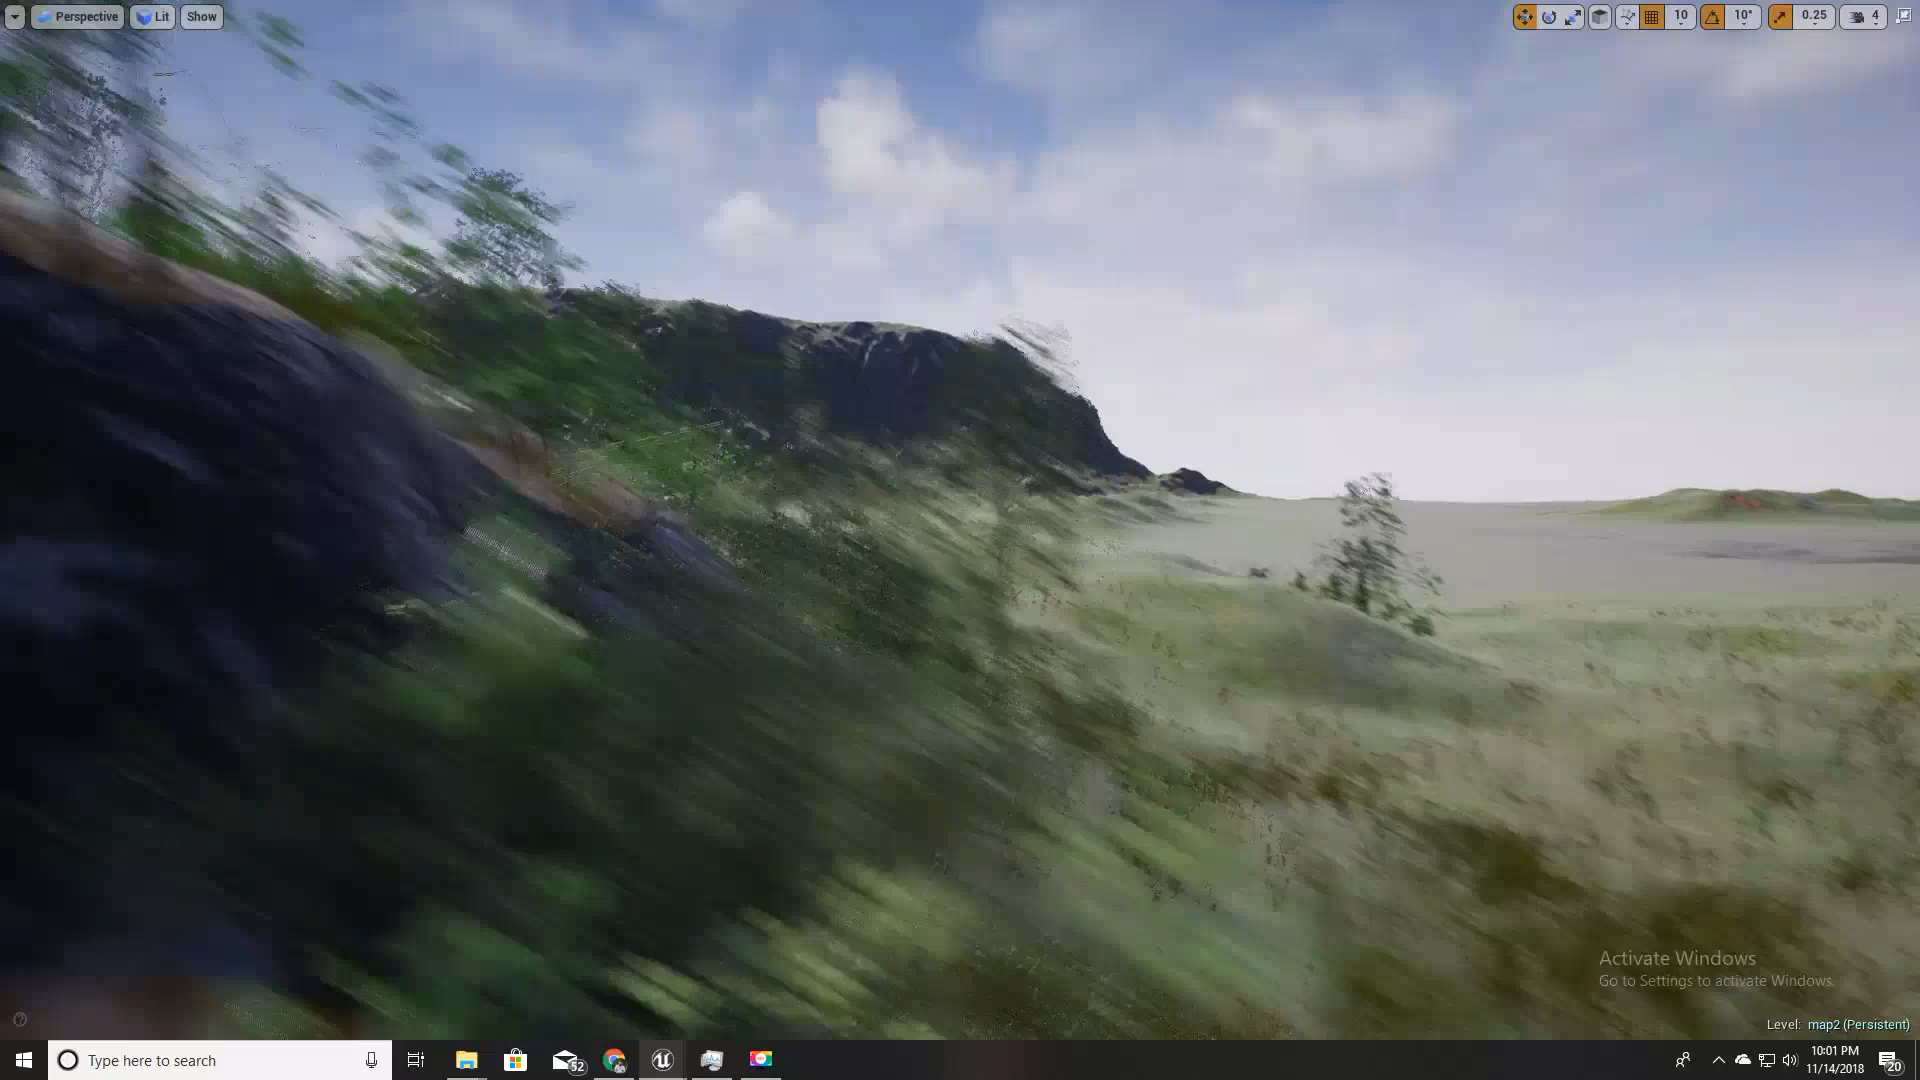 Perspective
Lit
Show
10
10°
0.25
4
Activate Windows
Go to Settings to activate Windows.
Level: map2 (Persistent)
Type here to search
52
10:01 PM
11/14/2018
20